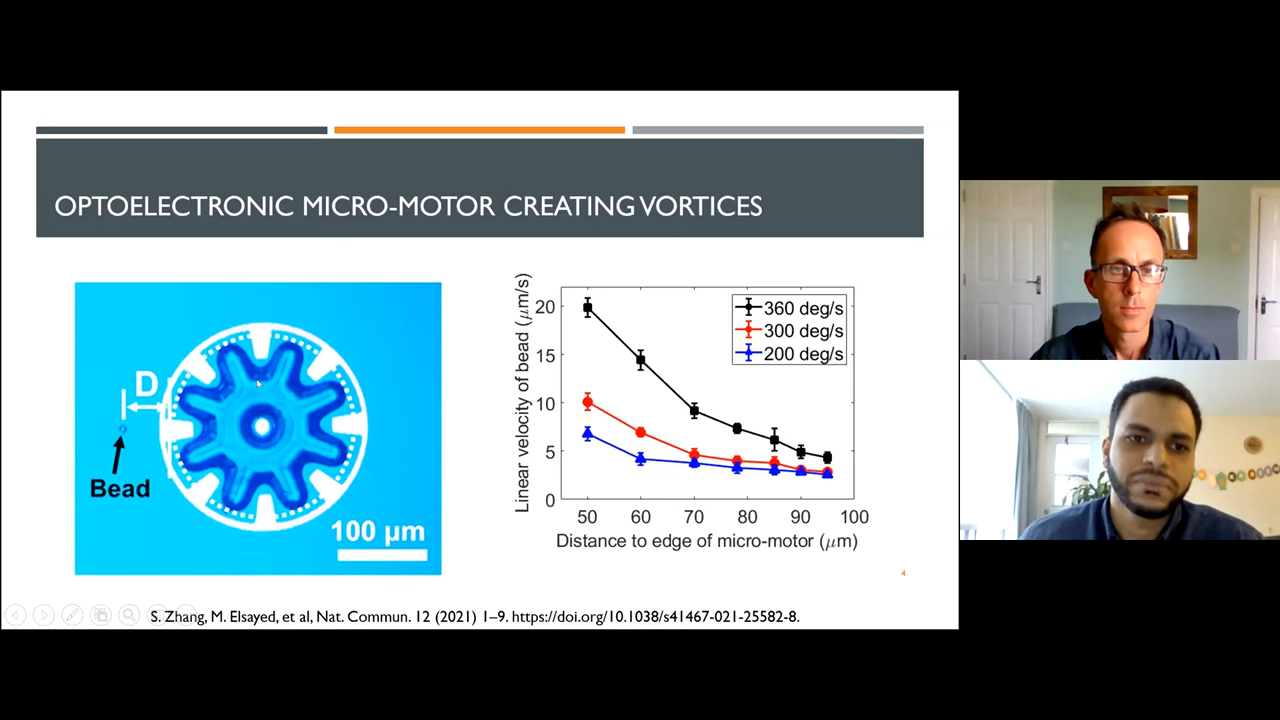 OPTOELECTRONIC MICRO-MOTOR CREATING VORTICES
D
Bead
100 µm
Linear velocity of bead (µm/s)
20
15
10
5
0
360 deg/s
300 deg/s
200 deg/s
50 60 70 80 90 100
Distance to edge of micro-motor (µm)
4
S. Zhang, M. Elsayed, et al, Nat. Commun. 12 (2021) 1–9. https://doi.org/10.1038/s41467-021-25582-8.